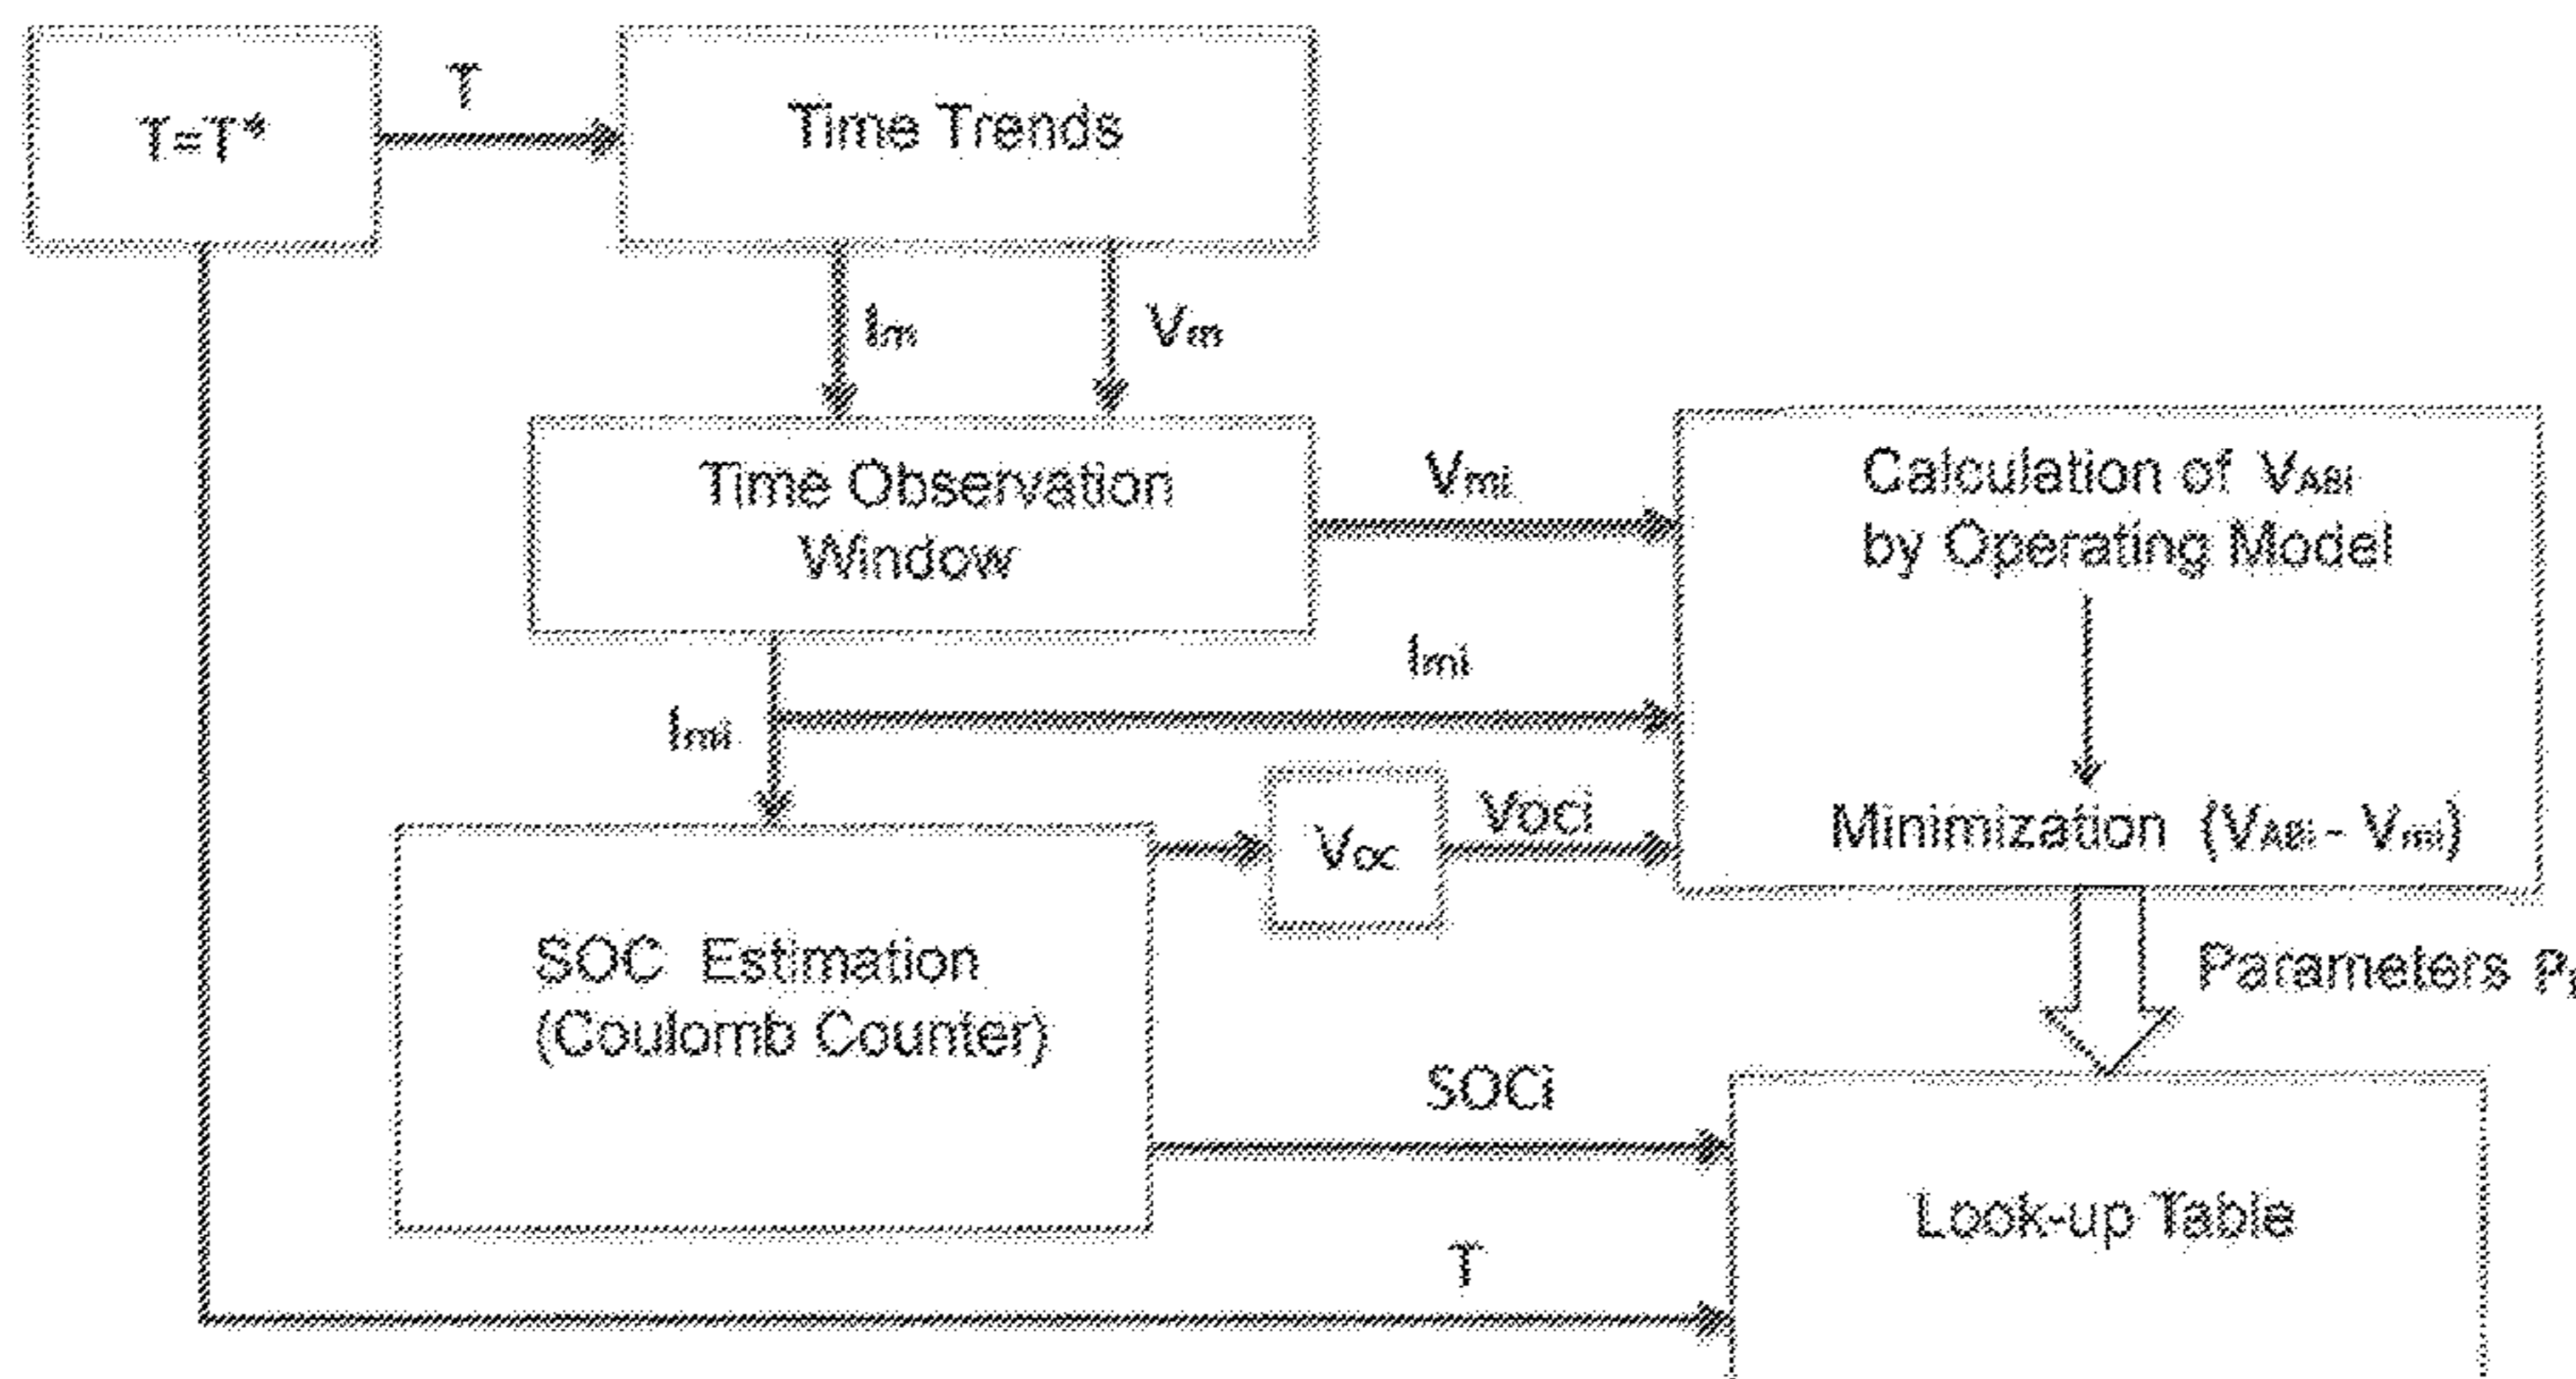 T
T=T*
Time Trends
Im
Vm
Time Observation
Window
Vmi
Calculation of VABi
by Operating Model
Imi
Imi
Voc
Voci
Minimization (VABi - Vmi)
SOC Estimation
(Coulomb Counter)
Parameters
SOCi
Look-up Table
T